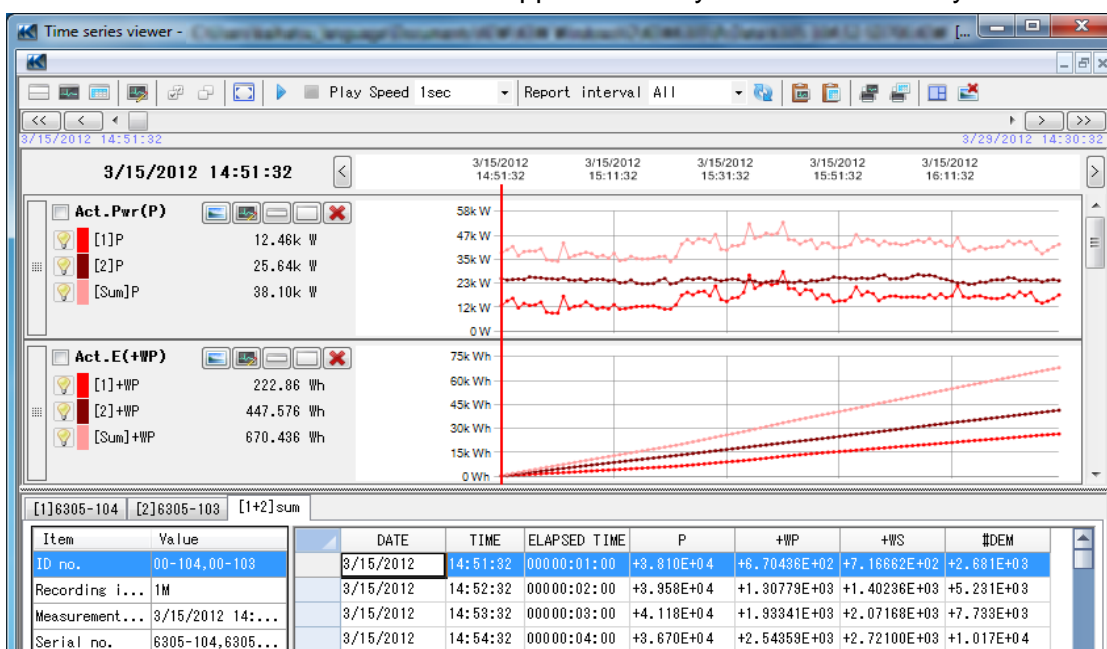 Time series viewer - [...
Play Speed 1sec Report interval All
<< < > >>
3/15/2012 14:51:32 3/29/2012 14:30:32
3/15/2012 14:51:32 < 3/15/2012 14:51:32 3/15/2012 15:11:32 3/15/2012 15:31:32 3/15/2012 15:51:32 3/15/2012 16:11:32 >
Act.Pwr(P)
[1]P 12.46k W
[2]P 25.64k W
[Sum]P 38.10k W
58k W
47k W
35k W
23k W
12k W
0 W
Act.E(+WP)
[1]+WP 222.86 Wh
[2]+WP 447.576 Wh
[Sum]+WP 670.436 Wh
75k Wh
60k Wh
45k Wh
30k Wh
15k Wh
0 Wh
[1]6305-104 [2]6305-103 [1+2]sum
Item Value
ID no. 00-104,00-103
Recording i... 1M
Measurement... 3/15/2012 14:...
Serial no. 6305-104,6305...
DATE TIME ELAPSED TIME P +WP +WS #DEM
3/15/2012 14:51:32 00000:01:00 +3.810E+04 +6.70436E+02 +7.16662E+02 +2.681E+03
3/15/2012 14:52:32 00000:02:00 +3.958E+04 +1.30779E+03 +1.40236E+03 +5.231E+03
3/15/2012 14:53:32 00000:03:00 +4.118E+04 +1.93341E+03 +2.07168E+03 +7.733E+03
3/15/2012 14:54:32 00000:04:00 +3.670E+04 +2.54359E+03 +2.72100E+03 +1.017E+04